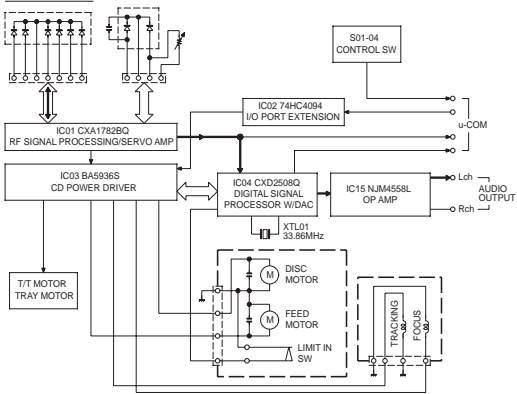 S01-04
CONTROL SW
IC02 74HC4094
I/O PORT EXTENSION
u-COM
IC01 CXA1782BQ
RF SIGNAL PROCESSING/SERVO AMP
IC03 BA5936S
CD POWER DRIVER
IC04 CXD2508Q
DIGITAL SIGNAL
PROCESSOR W/DAC
IC15 NJM4558L
OP AMP
Lch
AUDIO
OUTPUT
Rch
XTL01
33.86MHz
T/T MOTOR
TRAY MOTOR
M
DISC
MOTOR
M
FEED
MOTOR
LIMIT IN
SW
TRACKING
FOCUS